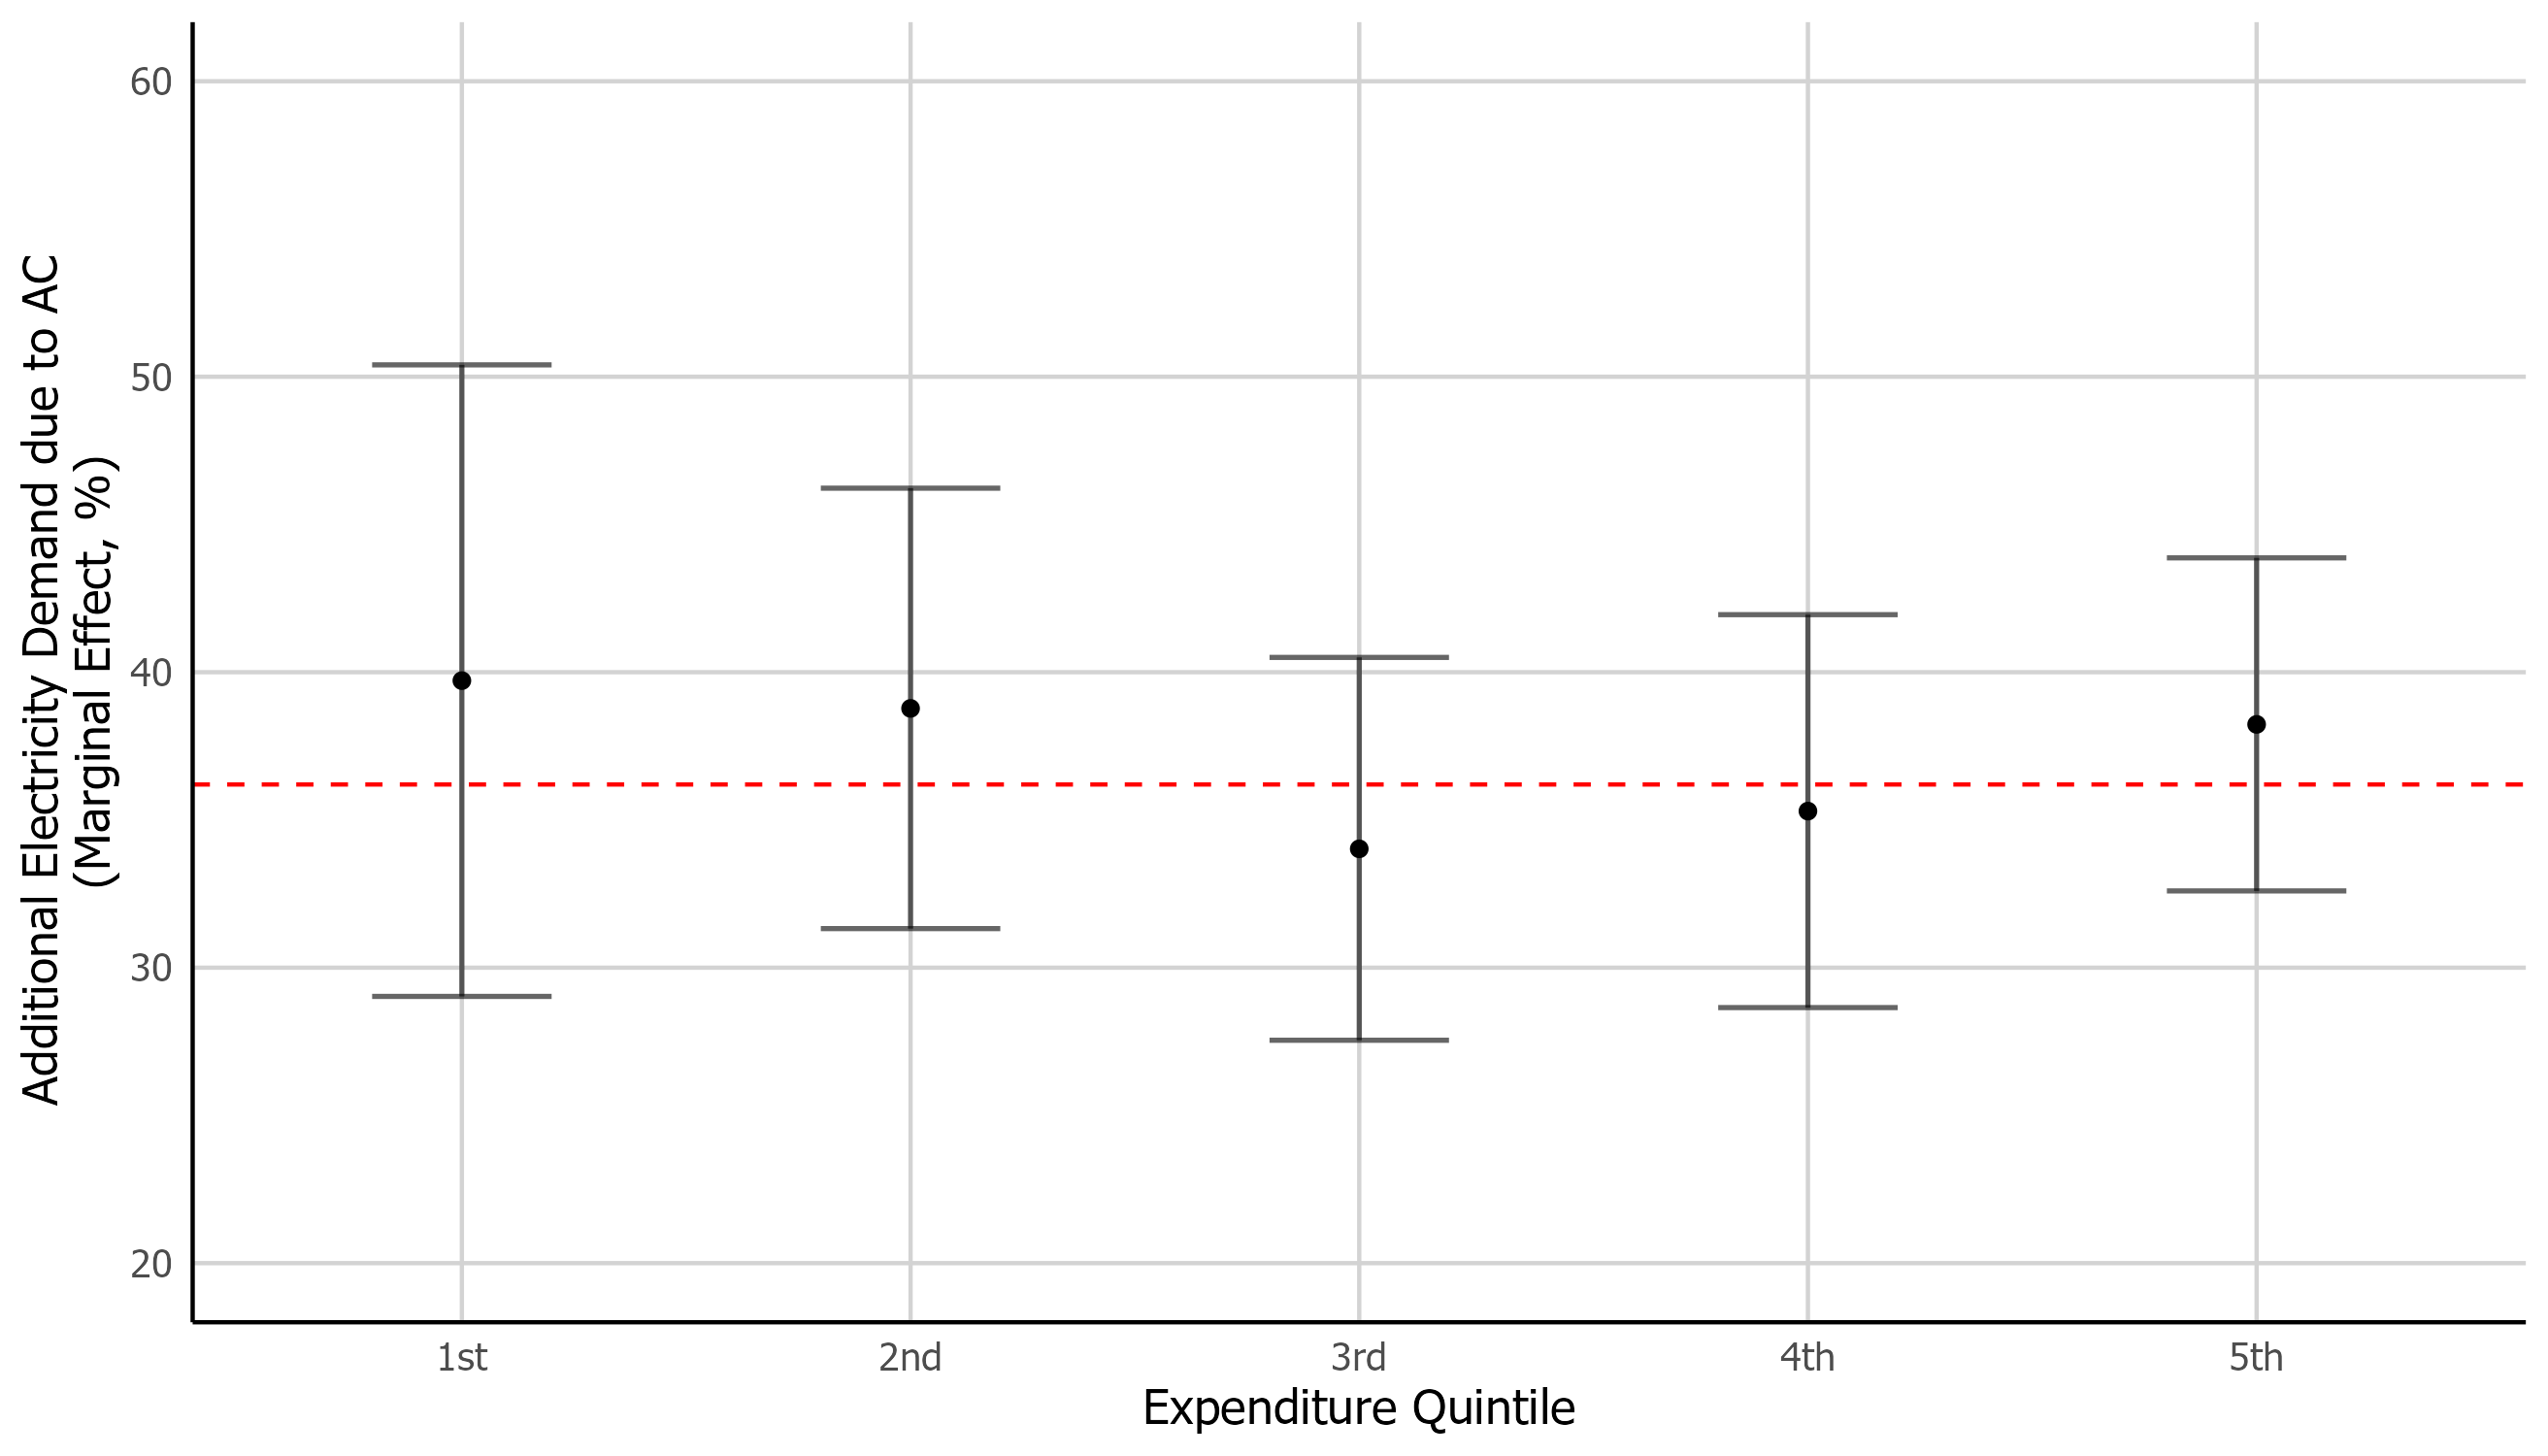 Additional Electricity Demand due to AC
(Marginal Effect, %)
60
50
40
30
20
1st
2nd
3rd
4th
5th
Expenditure Quintile